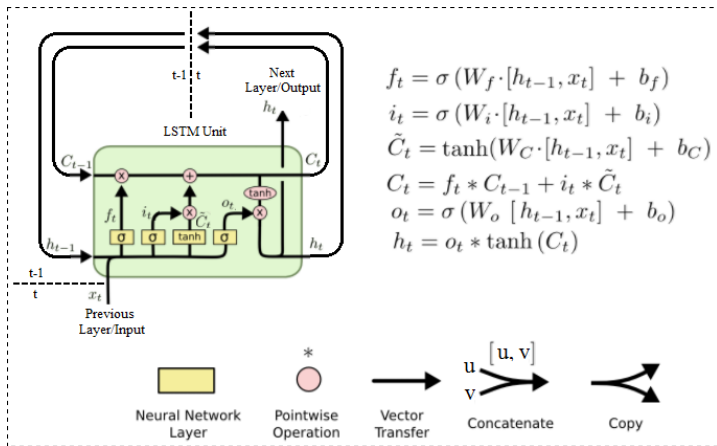 t-1 t
Next
Layer/Output
h_t
LSTM Unit
C_{t-1}
C_t
x
+
tanh
f_t
i_t
x
C̃_t
o_t
x
σ
σ
tanh
σ
h_{t-1}
h_t
t-1
t
x_t
Previous
Layer/Input
f_t = σ (W_f · [h_{t-1}, x_t] + b_f)
i_t = σ (W_i · [h_{t-1}, x_t] + b_i)
C̃_t = tanh(W_C · [h_{t-1}, x_t] + b_C)
C_t = f_t * C_{t-1} + i_t * C̃_t
o_t = σ (W_o [h_{t-1}, x_t] + b_o)
h_t = o_t * tanh (C_t)
*
[u, v]
u
v
Neural Network
Layer
Pointwise
Operation
Vector
Transfer
Concatenate
Copy